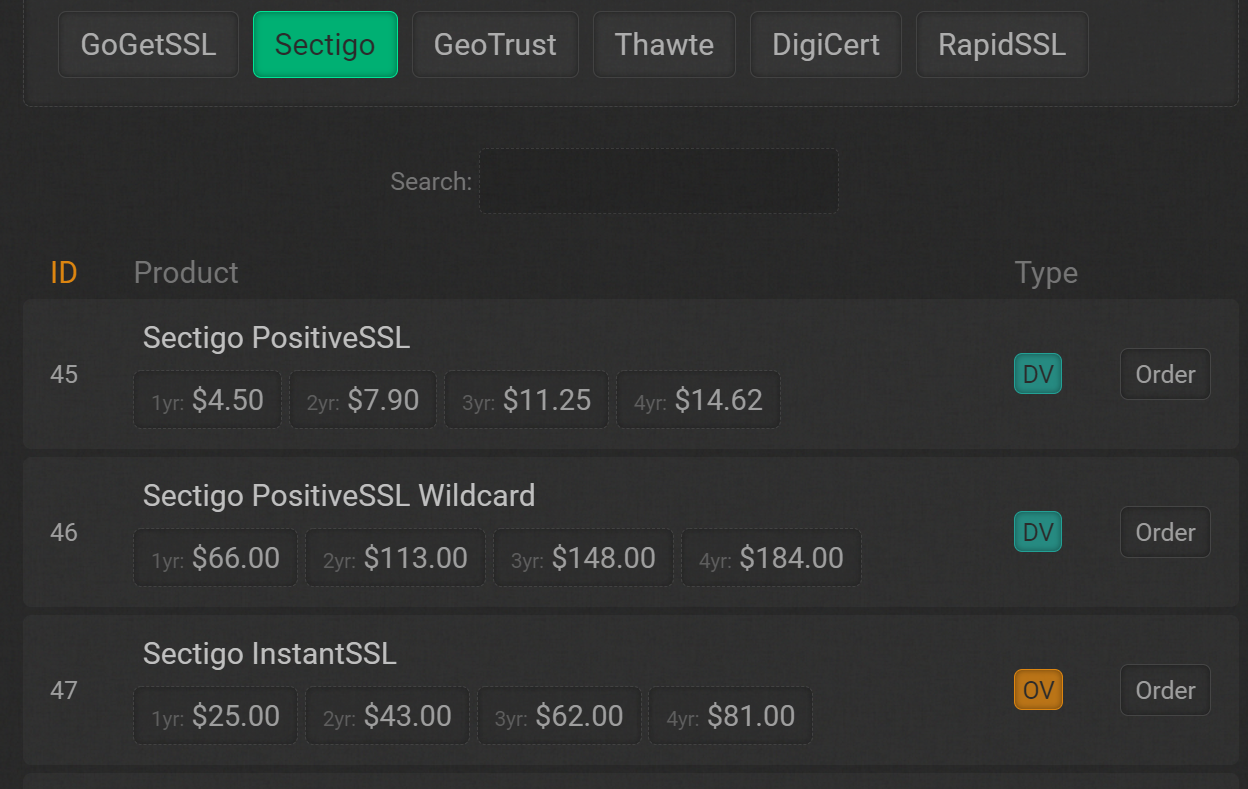 GoGetSSL Sectigo GeoTrust Thawte DigiCert RapidSSL
Search:
ID Product Type
Sectigo PositiveSSL
45 DV Order
1yr: $4.50 2yr: $7.90 3yr: $11.25 4yr: $14.62
Sectigo PositiveSSL Wildcard
46 DV Order
1yr: $66.00 2yr: $113.00 3yr: $148.00 4yr: $184.00
Sectigo InstantSSL
47 OV Order
1yr: $25.00 2yr: $43.00 3yr: $62.00 4yr: $81.00